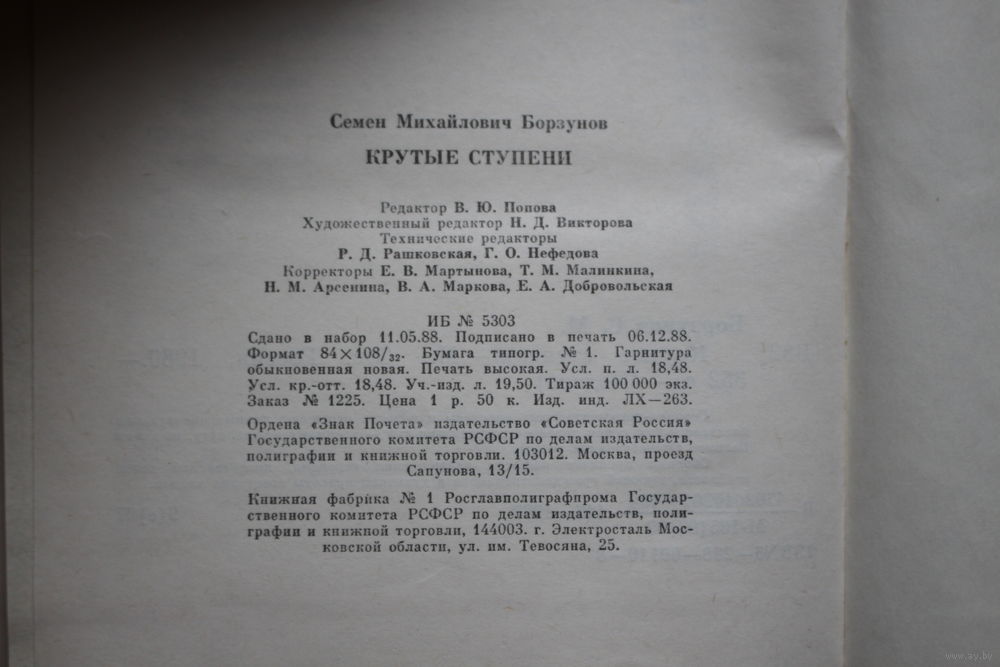 Семен Михайлович Борзунов
КРУТЫЕ СТУПЕНИ
Редактор В. Ю. Попова
Художественный редактор Н. Д. Викторова
Технические редакторы
Р. Д. Рашковская, Г. О. Нефедова
Корректоры Е. В. Мартынова, Т. М. Малинкина,
Н. М. Арсенина, В. А. Маркова, Е. А. Добровольская
ИБ № 5303
Сдано в набор 11.05.88. Подписано в печать 06.12.88.
Формат 84×108/32. Бумага типогр. №1. Гарнитура
обыкновенная новая. Печать высокая. Усл. п. л. 18,48.
Усл. кр.-отт. 18,48. Уч.-изд. л. 19,50. Тираж 100 000 экз.
Заказ № 1225. Цена 1 р. 50 к. Изд. инд. ЛХ—263.
Ордена «Знак Почета» издательство «Советская Россия»
Государственного комитета РСФСР по делам издательств,
полиграфии и книжной торговли. 103012. Москва, проезд
Сапунова, 13/15.
Книжная фабрика № 1 Росглавполиграфпрома Государ-
ственного комитета РСФСР по делам издательств, поли-
графии и книжной торговли, 144003. г. Электросталь Мос-
ковской области, ул. им. Тевосяна, 25.
www.ay.by